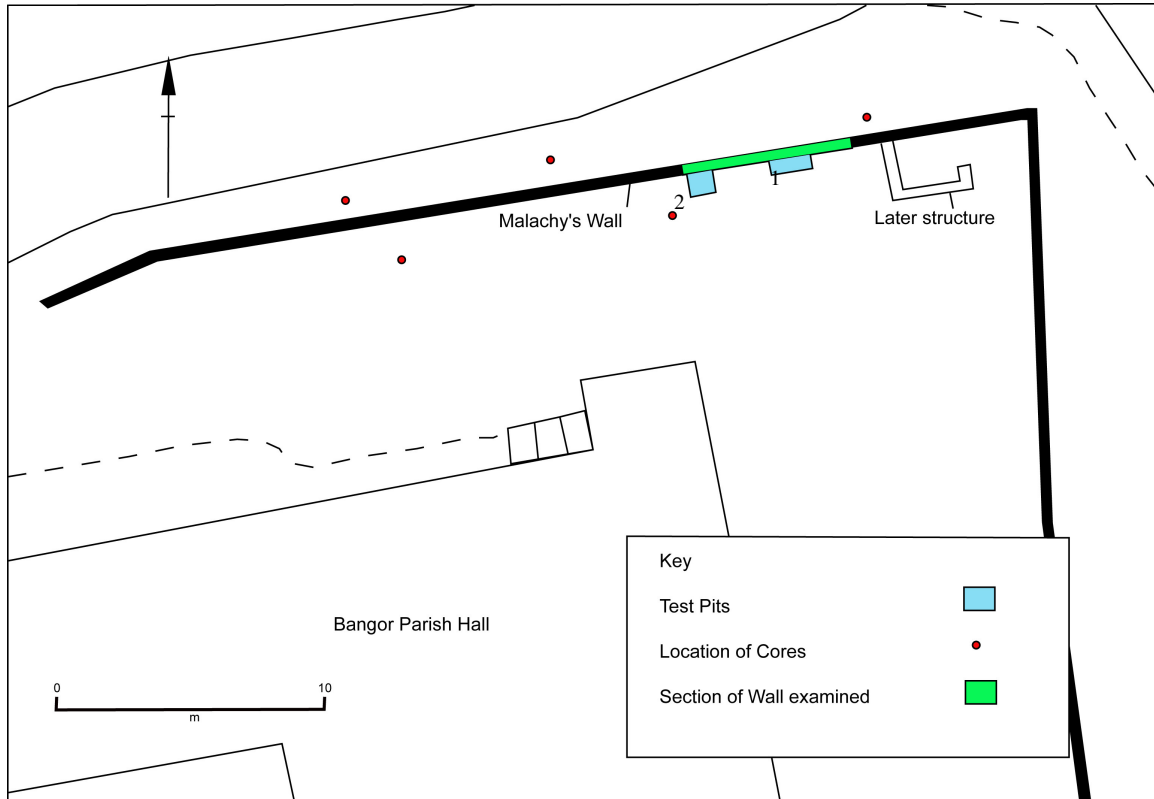 1
2
Malachy's Wall
Later structure
Key
Test Pits
Bangor Parish Hall
Location of Cores
0 10
Section of Wall examined
m